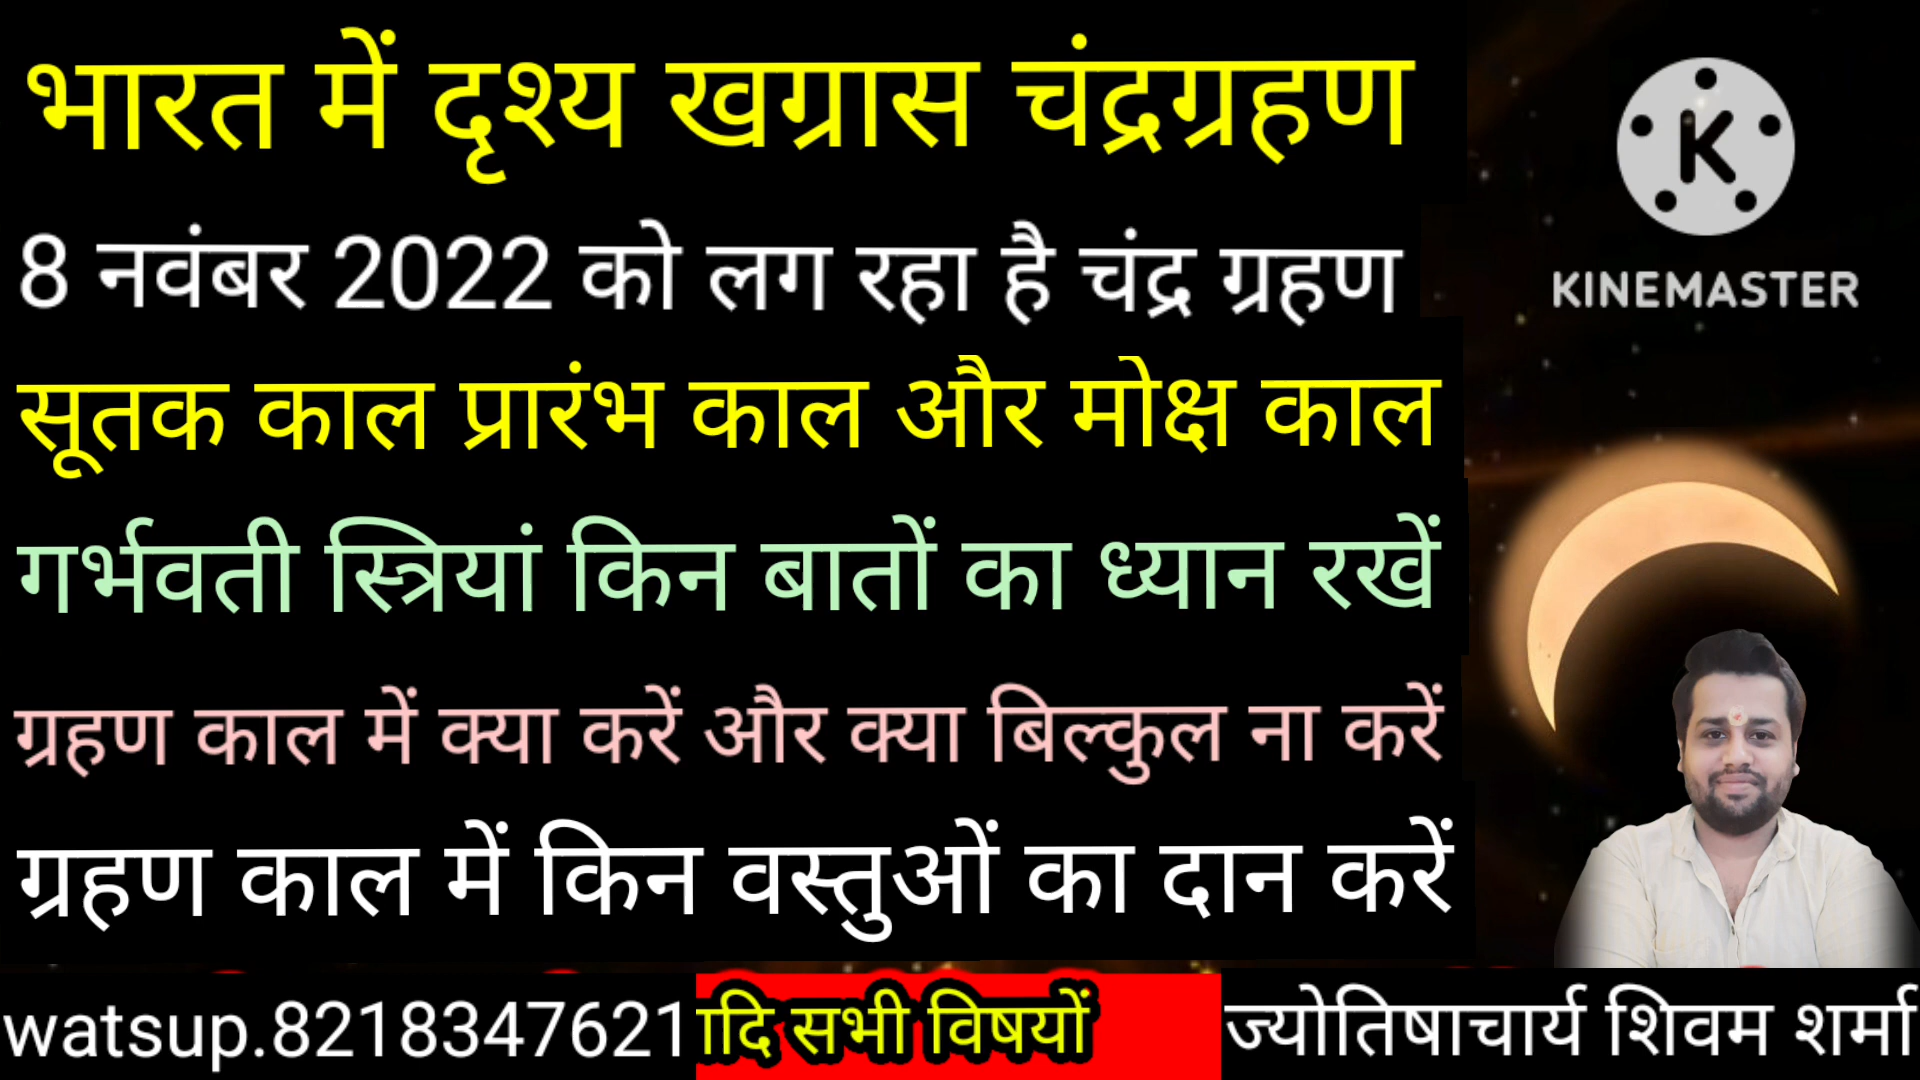 भारत में दृश्य खग्रास चंद्रग्रहण
8 नवंबर 2022 को लग रहा है चंद्र ग्रहण
सूतक काल प्रारंभ काल और मोक्ष काल
गर्भवती स्त्रियां किन बातों का ध्यान रखें
ग्रहण काल में क्या करें और क्या बिल्कुल ना करें
ग्रहण काल में किन वस्तुओं का दान करें
watsup.8218347621 ादि सभी विषयों ज्योतिषाचार्य शिवम शर्मा
K
KINEMASTER